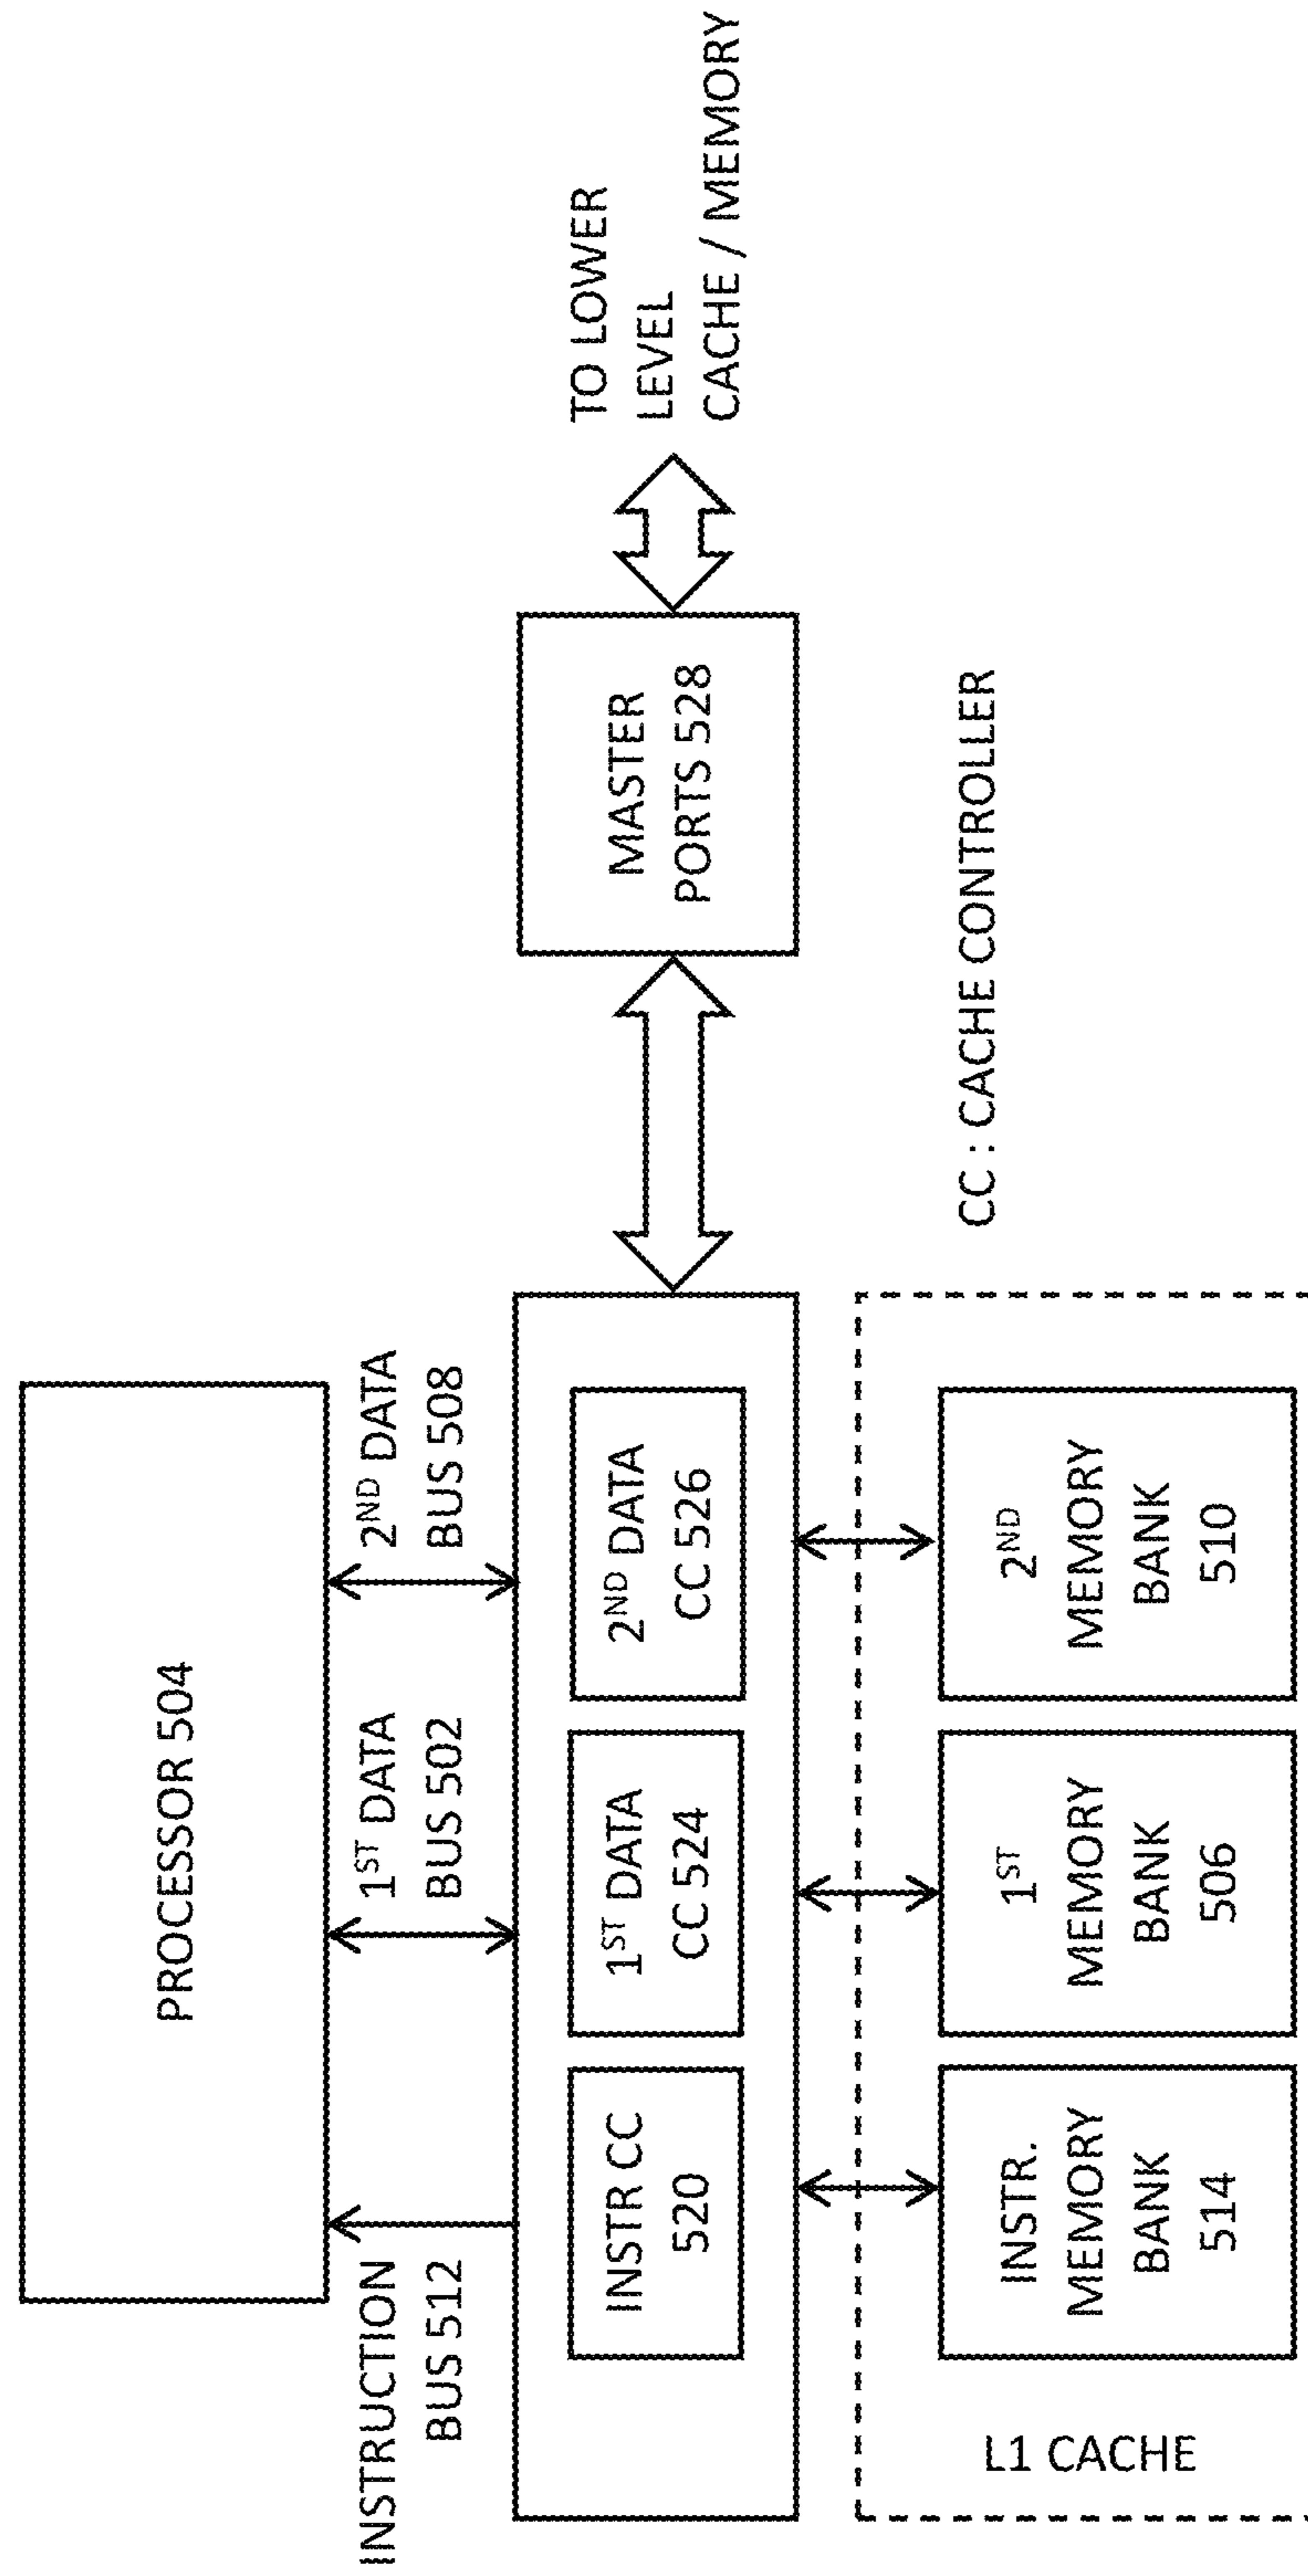 PROCESSOR 504
INSTRUCTION
BUS 512
1ST DATA
BUS 502
2ND DATA
BUS 508
INSTR CC
520
1ST DATA
CC 524
2ND DATA
CC 526
MASTER
PORTS 528
TO LOWER
LEVEL
CACHE / MEMORY
L1 CACHE
INSTR.
MEMORY
BANK
514
1ST
MEMORY
BANK
506
2ND
MEMORY
BANK
510
CC : CACHE CONTROLLER